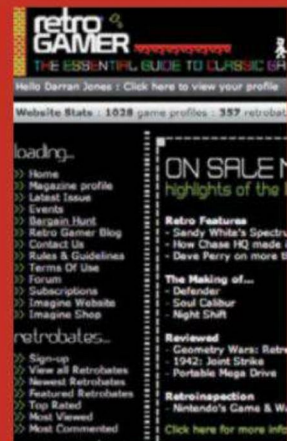 retro
GAMER
THE ESSENTIAL GUIDE TO CLASSIC
Hello Darran Jones : Click here to view your profile
Website Stats : 1028 game profiles : 357
loading...
>> Home
>> Magazine profile
>> Latest Issue
>> Events
>> Bargain Hunt
>> Retro Gamer Blog
>> Contact Us
>> Rules & Guidelines
>> Terms Of Use
>> Forum
>> Subscriptions
>> Imagine Website
>> Imagine Shop
retrobates...
>> Sign-up
>> View all Retrobates
>> Newest Retrobates
>> Featured Retrobates
>> Top Rated
>> Most Viewed
>> Most Commented
ON SALE
highlights of the
Retro Features
- Sandy White's Spectru
- How Chase HQ made
- Dave Perry on more
The Making of...
- Defender
- Soul Calibur
- Night Shift
Reviewed
- Geometry Wars: Retr
- 1942: Joint Strike
- Portable Mega Drive
Retroinspection
- Nintendo's Game & W
Click here for more info